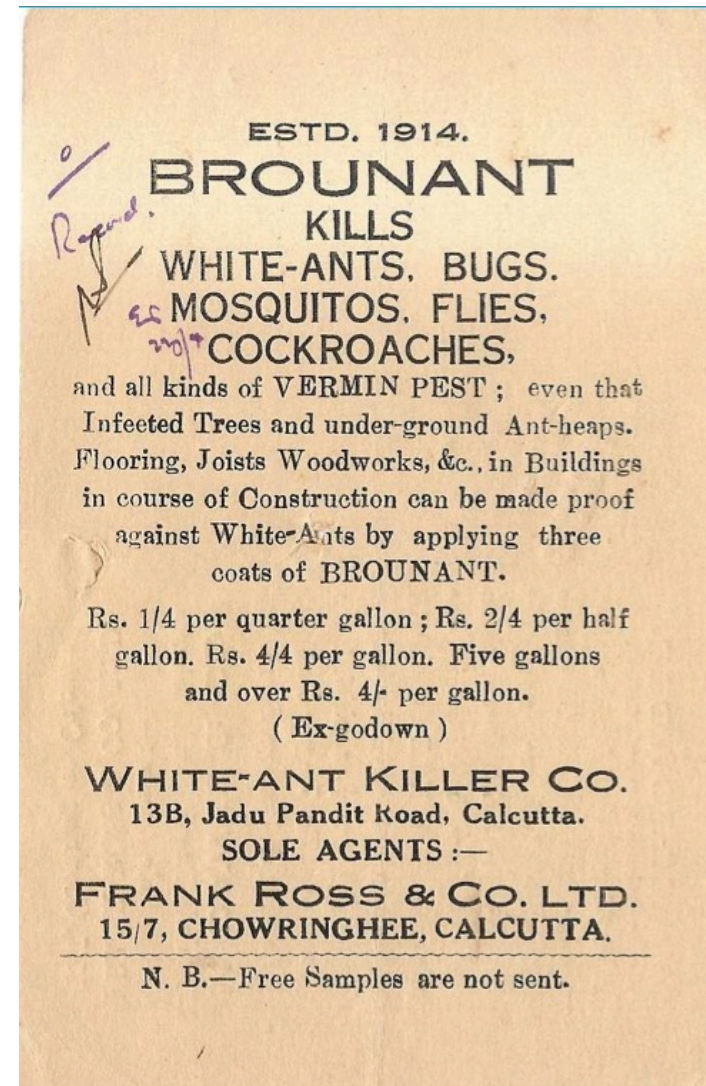 ESTD. 1914.
BROUNANT
KILLS
WHITE-ANTS, BUGS.
MOSQUITOS, FLIES,
COCKROACHES,
and all kinds of VERMIN PEST ; even that
Infeeted Trees and under-ground Ant-heaps.
Flooring, Joists Woodworks, &c., in Buildings
in course of Construction can be made proof
against White-Ants by applying three
coats of BROUNANT.
Rs. 1/4 per quarter gallon ; Rs. 2/4 per half
gallon. Rs. 4/4 per gallon. Five gallons
and over Rs. 4/- per gallon.
( Ex-godown )
WHITE-ANT KILLER CO.
13B, Jadu Pandit Road, Calcutta.
SOLE AGENTS :—
FRANK ROSS & CO. LTD.
15/7, CHOWRINGHEE, CALCUTTA.
N. B.—Free Samples are not sent.